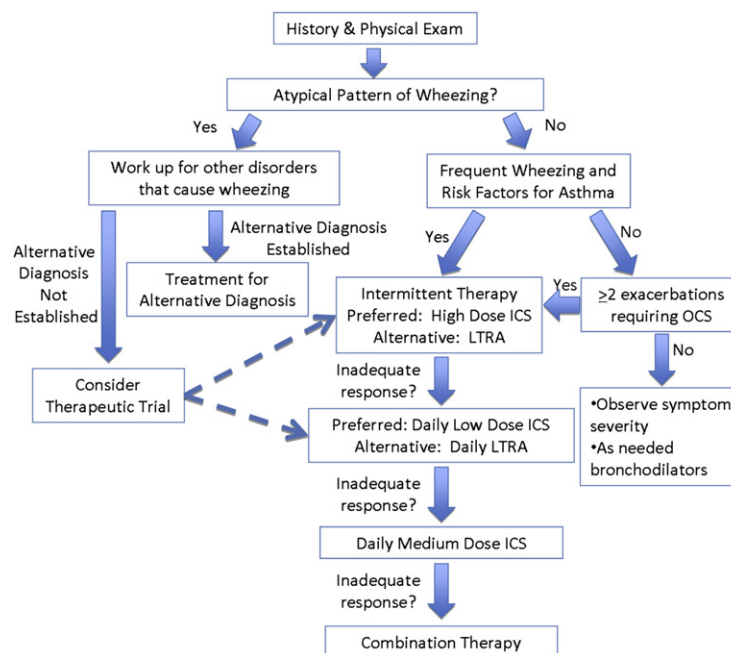 History & Physical Exam
Atypical Pattern of Wheezing?
Yes
No
Work up for other disorders
that cause wheezing
Frequent Wheezing and
Risk Factors for Asthma
Alternative
Diagnosis
Not
Established
Alternative Diagnosis
Established
Yes
No
Treatment for
Alternative Diagnosis
Intermittent Therapy
Preferred: High Dose ICS
Alternative: LTRA
Yes
≥2 exacerbations
requiring OCS
No
Consider
Therapeutic Trial
Inadequate
response?
•Observe symptom
severity
•As needed
bronchodilators
Preferred: Daily Low Dose ICS
Alternative: Daily LTRA
Inadequate
response?
Daily Medium Dose ICS
Inadequate
response?
Combination Therapy